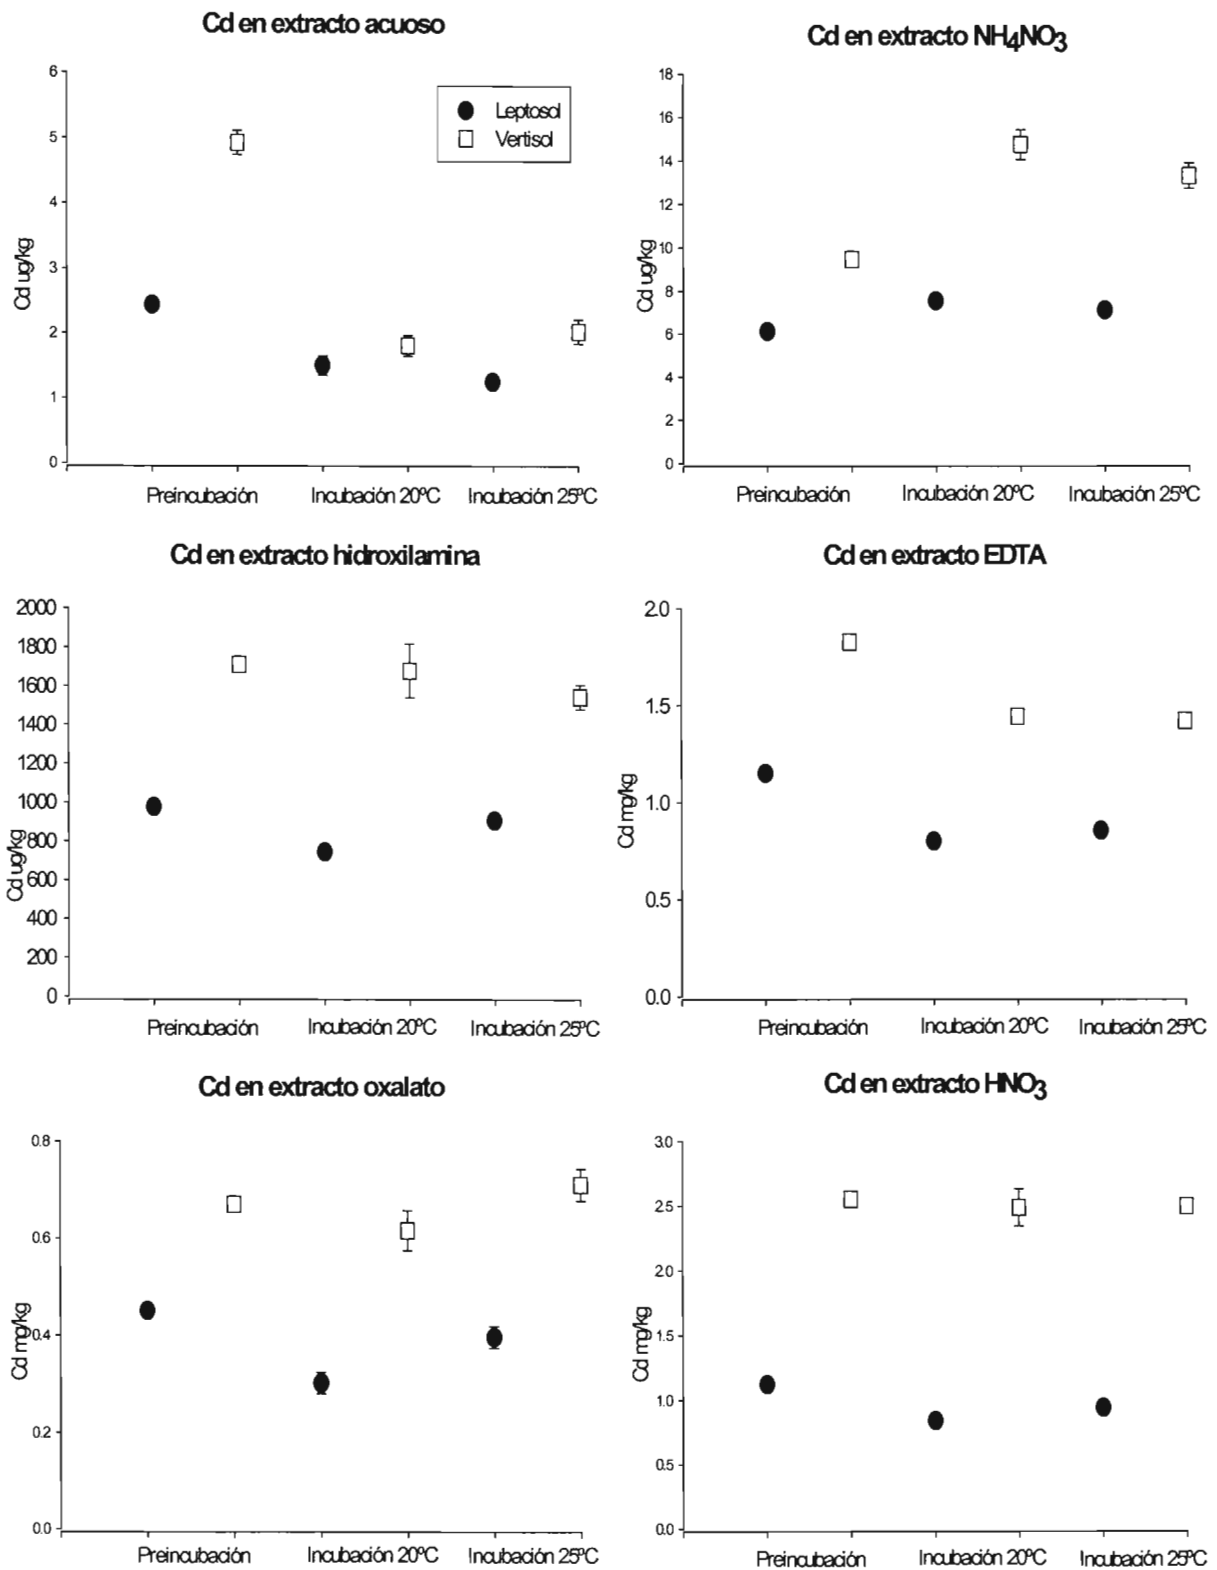 Cd en extracto acuoso
6
5
4
3
2
1
0
Cd ug/kg
Leptosol
Vertisol
Preincubación Incubación 20ºC Incubación 25ºC
Cd en extracto NH4NO3
18
16
14
12
10
8
6
4
2
0
Cd ug/kg
Preincubación Incubación 20ºC Incubación 25ºC
Cd en extracto hidroxilamina
2000
1800
1600
1400
1200
1000
800
600
400
200
0
Cd ug/kg
Preincubación Incubación 20ºC Incubación 25ºC
Cd en extracto EDTA
2.0
1.5
1.0
0.5
0.0
Cd mg/kg
Preincubación Incubación 20ºC Incubación 25ºC
Cd en extracto oxalato
0.8
0.6
0.4
0.2
0.0
Cd mg/kg
Preincubación Incubación 20ºC Incubación 25ºC
Cd en extracto HNO3
3.0
2.5
2.0
1.5
1.0
0.5
0.0
Cd mg/kg
Preincubación Incubación 20ºC Incubación 25ºC